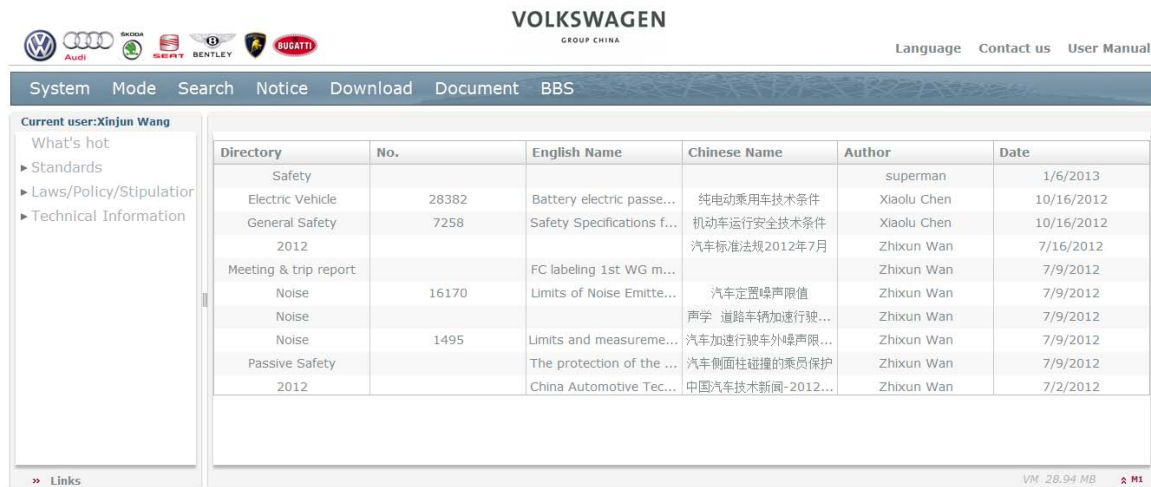 VOLKSWAGEN
GROUP CHINA
Audi
ŠKODA
SEAT
BENTLEY
BUGATTI
Language Contact us User Manual
System Mode Search Notice Download Document BBS
Current user:Xinjun Wang
What's hot
Standards
Laws/Policy/Stipulation
Technical Information
Directory No. English Name Chinese Name Author Date
Safety superman 1/6/2013
Electric Vehicle 28382 Battery electric passe... 纯电动乘用车技术条件 Xiaolu Chen 10/16/2012
General Safety 7258 Safety Specifications f... 机动车运行安全技术条件 Xiaolu Chen 10/16/2012
2012 汽车标准法规2012年7月 Zhixun Wan 7/16/2012
Meeting & trip report FC labeling 1st WG m... Zhixun Wan 7/9/2012
Noise 16170 Limits of Noise Emitte... 汽车定置噪声限值 Zhixun Wan 7/9/2012
Noise 声学 道路车辆加速行驶... Zhixun Wan 7/9/2012
Noise 1495 Limits and measureme... 汽车加速行驶车外噪声限... Zhixun Wan 7/9/2012
Passive Safety The protection of the ... 汽车侧面柱碰撞的乘员保护 Zhixun Wan 7/9/2012
2012 China Automotive Tec... 中国汽车技术新闻-2012... Zhixun Wan 7/2/2012
» Links
VM 28.94 MB M1